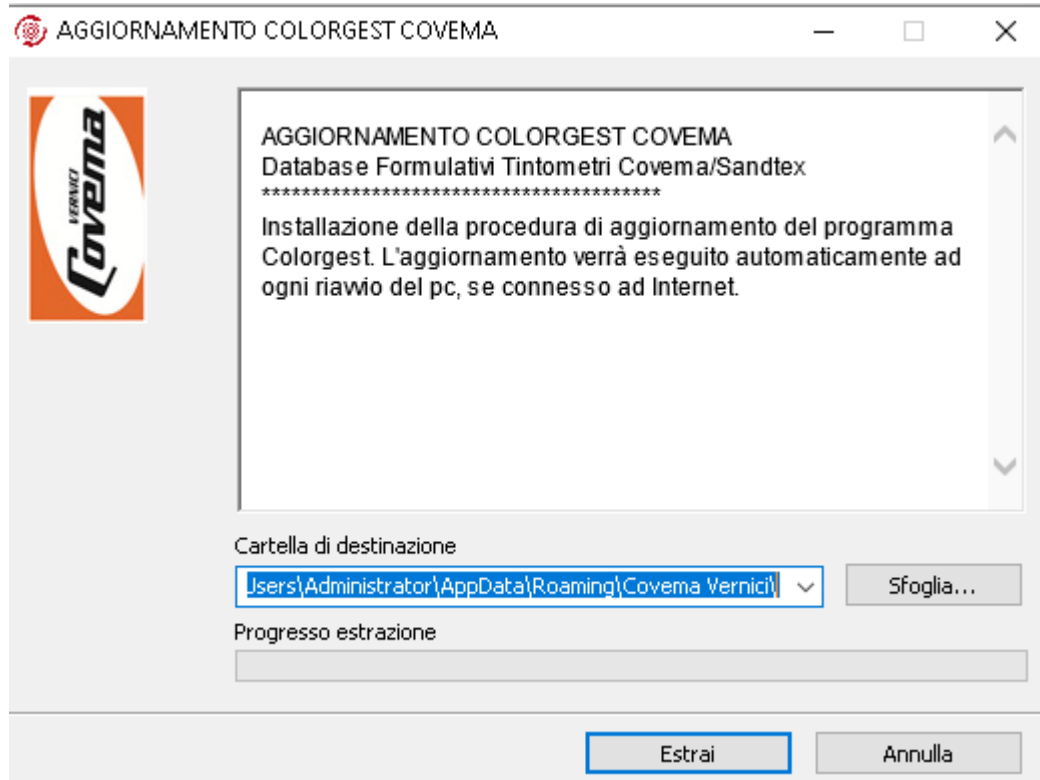 AGGIORNAMENTO COLORGEST COVEMA
VERNICI
Covema
AGGIORNAMENTO COLORGEST COVEMA
Database Formulativi Tintometri Covema/Sandtex
****************************************
Installazione della procedura di aggiornamento del programma
Colorgest. L'aggiornamento verrà eseguito automaticamente ad
ogni riavvio del pc, se connesso ad Internet.
Cartella di destinazione
Users\Administrator\AppData\Roaming\Covema Vernici\
Sfoglia...
Progresso estrazione
Estrai
Annulla